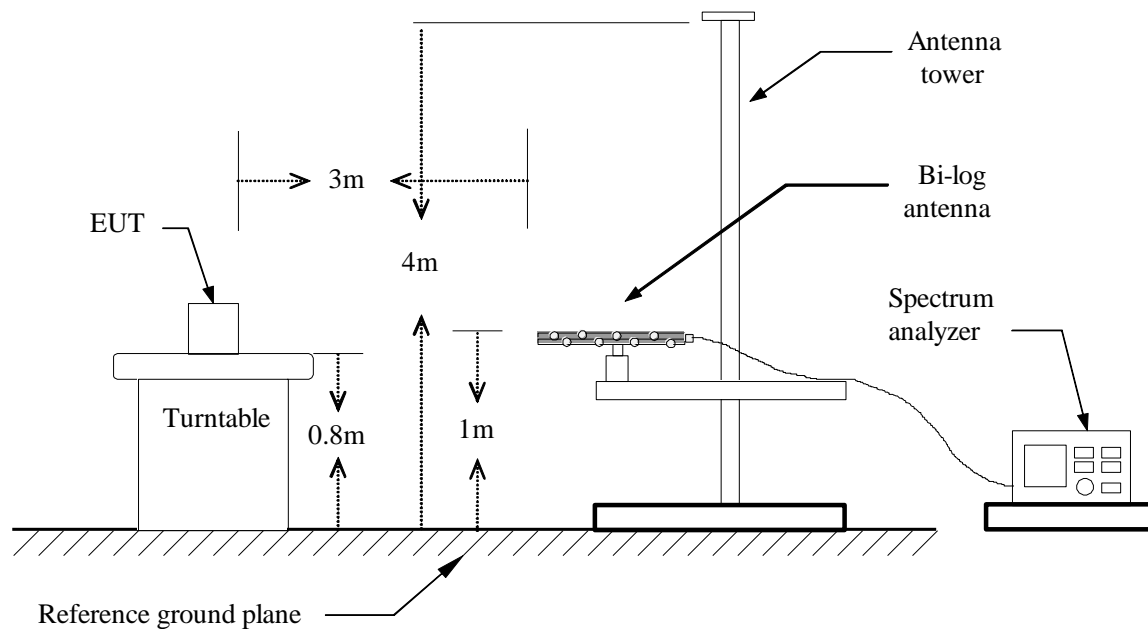 Antenna
tower
3m
Bi-log
antenna
EUT
4m
Spectrum
analyzer
Turntable
0.8m
1m
Reference ground plane